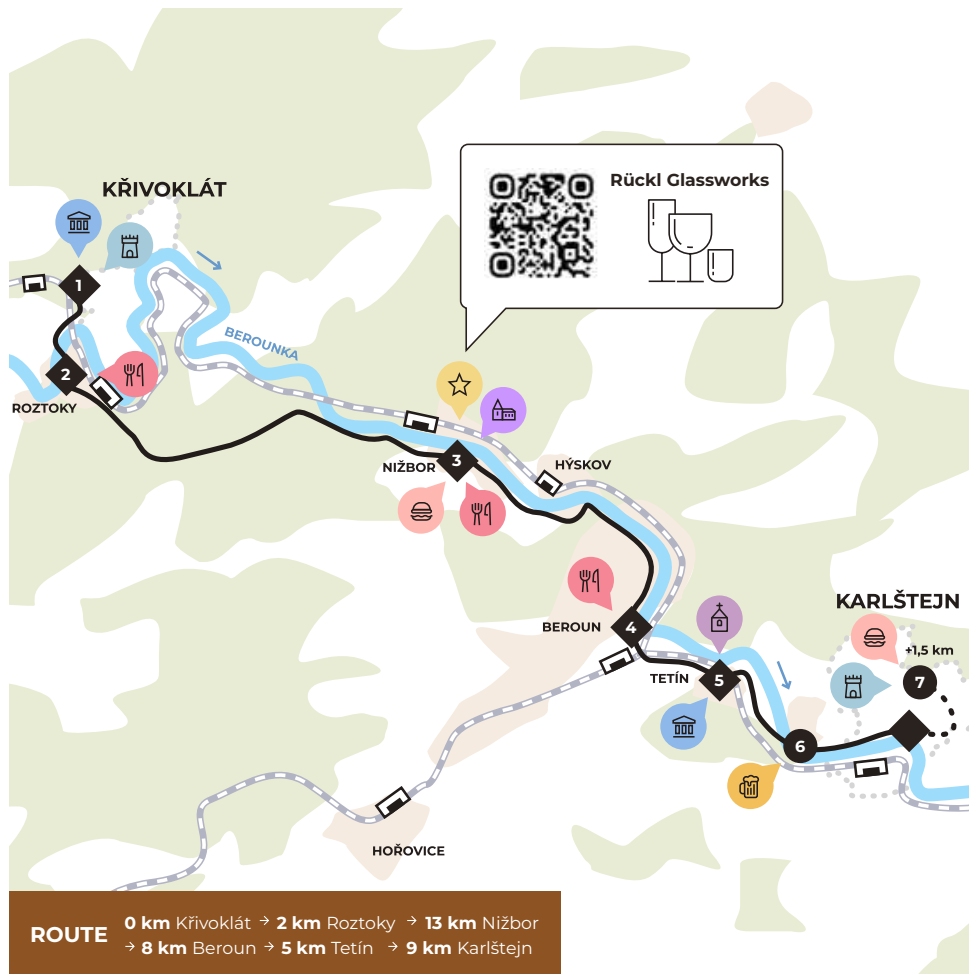 KŘIVOKLÁT
Rückl Glassworks
1
BEROUNKA
2
ROZTOKY
NIŽBOR
3
HÝSKOV
BEROUN
4
KARLŠTEJN
+1,5 km
TETÍN
5
7
6
HOŘOVICE
ROUTE
0 km Křivoklát → 2 km Roztoky → 13 km Nižbor
→ 8 km Beroun → 5 km Tetín → 9 km Karlštejn